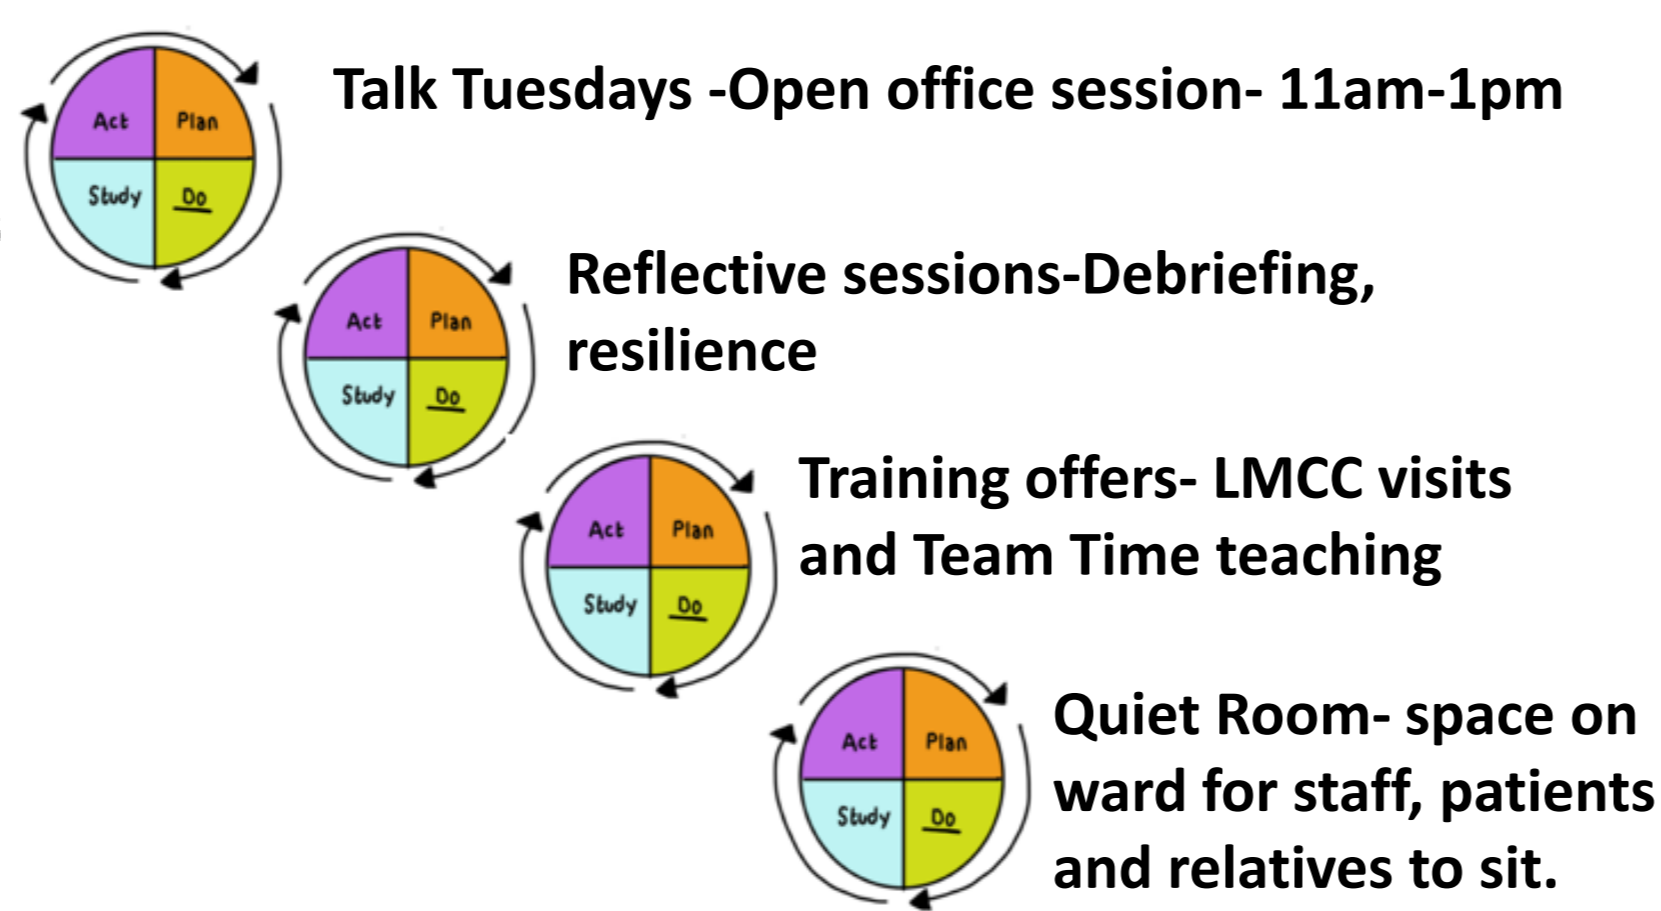 Talk Tuesdays -Open office session- 11am-1pm
Act Plan
Study Do
Reflective sessions-Debriefing,
resilience
Act Plan
Study Do
Training offers- LMCC visits
and Team Time teaching
Act Plan
Study Do
Quiet Room- space on
ward for staff, patients
and relatives to sit.
Act Plan
Study Do